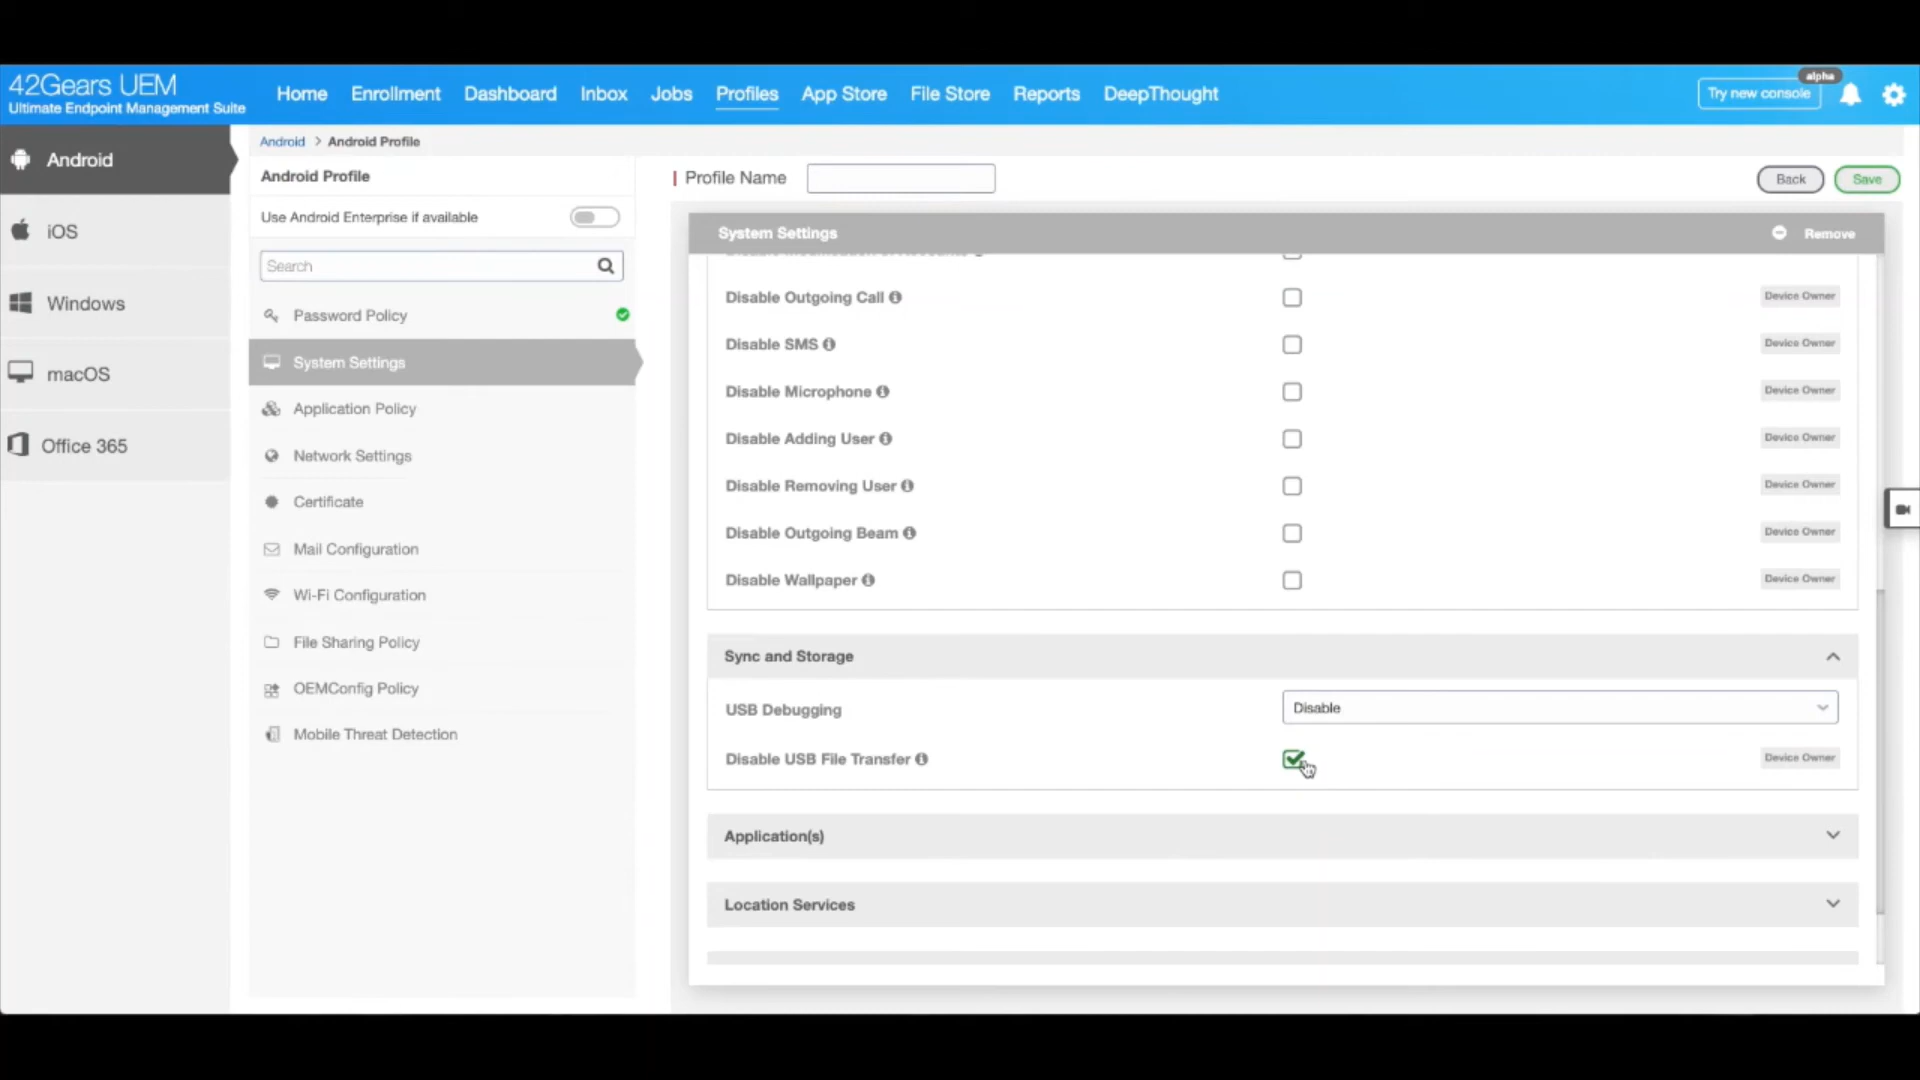 42Gears UEM
Ultimate Endpoint Management Suite
Home Enrollment Dashboard Inbox Jobs Profiles App Store File Store Reports DeepThought
alpha
Try new console
Android
iOS
Windows
macOS
Office 365
Android > Android Profile
Android Profile
Use Android Enterprise if available
Search
Password Policy
System Settings
Application Policy
Network Settings
Certificate
Mail Configuration
Wi-Fi Configuration
File Sharing Policy
OEMConfig Policy
Mobile Threat Detection
Profile Name
Back Save
System Settings Remove
Disable Outgoing Call Device Owner
Disable SMS Device Owner
Disable Microphone Device Owner
Disable Adding User Device Owner
Disable Removing User Device Owner
Disable Outgoing Beam Device Owner
Disable Wallpaper Device Owner
Sync and Storage
USB Debugging Disable
Disable USB File Transfer Device Owner
Application(s)
Location Services